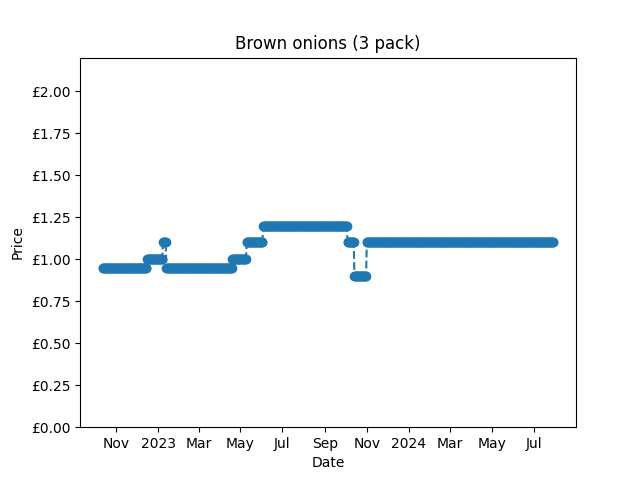 Brown onions (3 pack)
£2.00
£1.75
£1.50
£1.25
£1.00
£0.75
£0.50
£0.25
£0.00
Price
Nov 2023 Mar May Jul Sep Nov 2024 Mar May Jul
Date